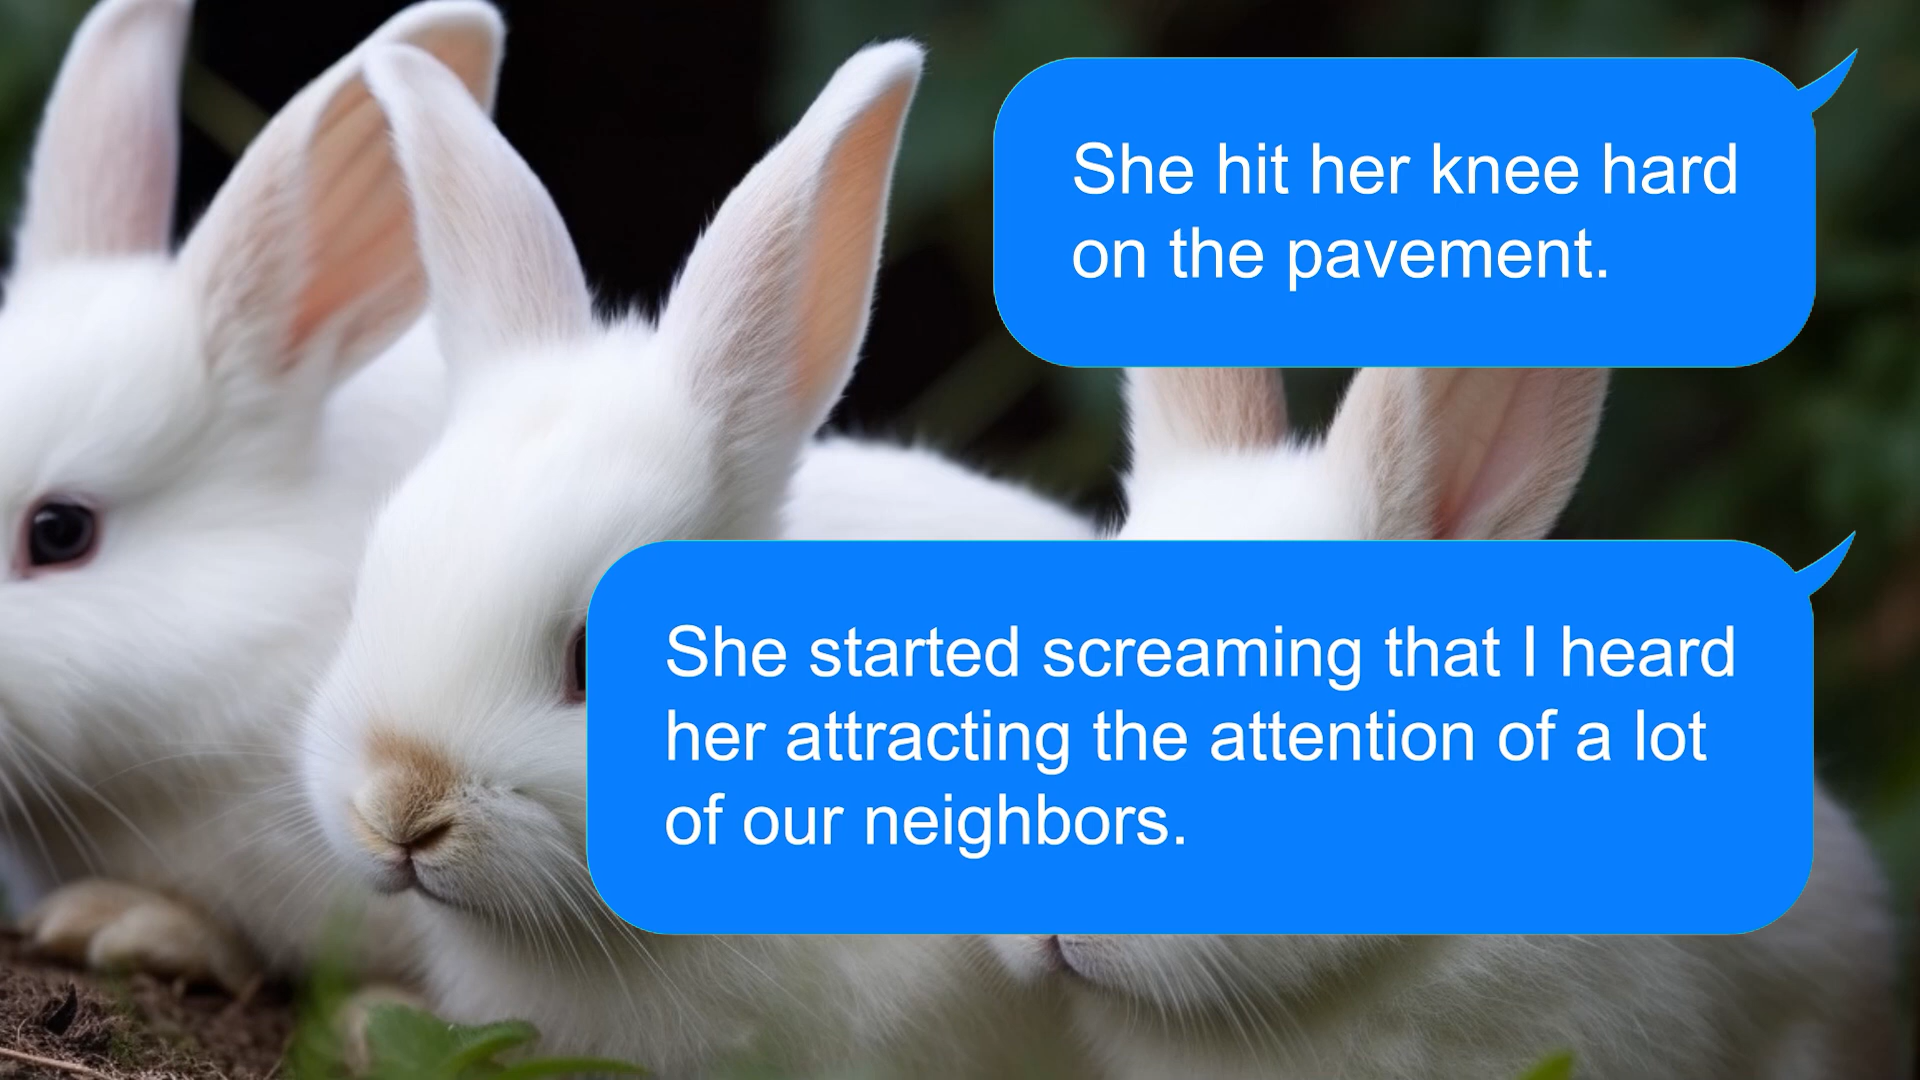 She hit her knee hard
on the pavement.
She started screaming that I heard
her attracting the attention of a lot
of our neighbors.